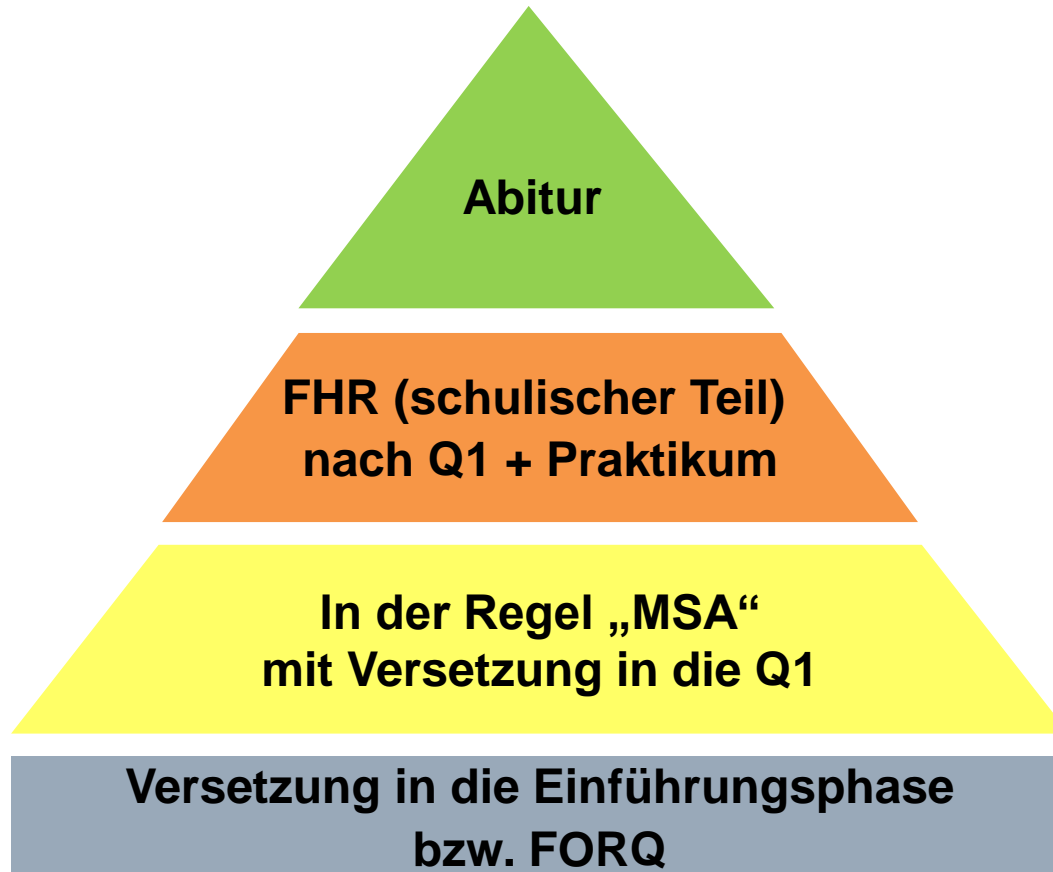 Abitur
FHR (schulischer Teil)
nach Q1 + Praktikum
In der Regel „MSA“
mit Versetzung in die Q1
Versetzung in die Einführungsphase
bzw. FORQ